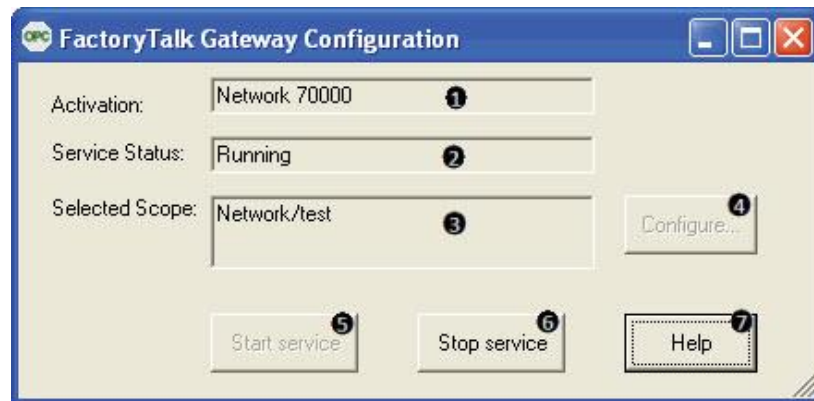 OPC FactoryTalk Gateway Configuration
Activation: Network 70000 1
Service Status: Running 2
Selected Scope: Network/test 3
Configure... 4
Start service 5
Stop service 6
Help 7